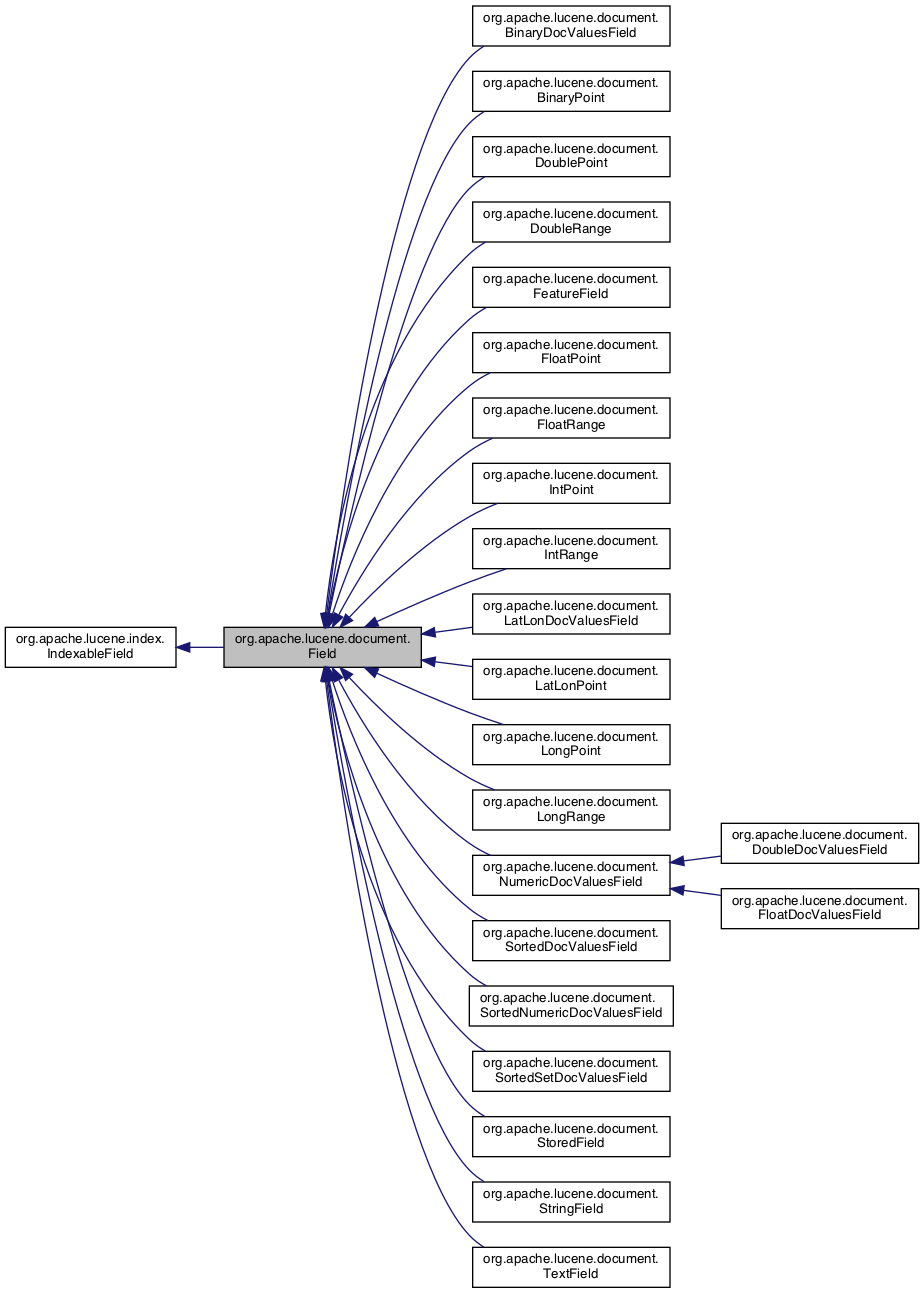 org.apache.lucene.document.
BinaryDocValuesField
org.apache.lucene.document.
BinaryPoint
org.apache.lucene.document.
DoublePoint
org.apache.lucene.document.
DoubleRange
org.apache.lucene.document.
FeatureField
org.apache.lucene.document.
FloatPoint
org.apache.lucene.document.
FloatRange
org.apache.lucene.document.
IntPoint
org.apache.lucene.document.
IntRange
org.apache.lucene.document.
LatLonDocValuesField
org.apache.lucene.index.
IndexableField
org.apache.lucene.document.
Field
org.apache.lucene.document.
LatLonPoint
org.apache.lucene.document.
LongPoint
org.apache.lucene.document.
LongRange
org.apache.lucene.document.
NumericDocValuesField
org.apache.lucene.document.
DoubleDocValuesField
org.apache.lucene.document.
FloatDocValuesField
org.apache.lucene.document.
SortedDocValuesField
org.apache.lucene.document.
SortedNumericDocValuesField
org.apache.lucene.document.
SortedSetDocValuesField
org.apache.lucene.document.
StoredField
org.apache.lucene.document.
StringField
org.apache.lucene.document.
TextField